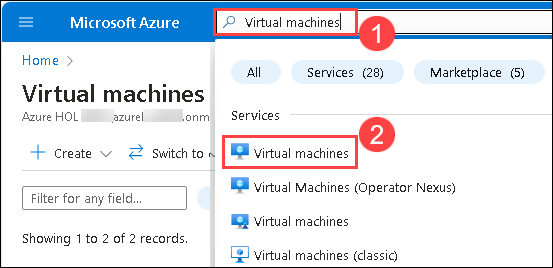 Microsoft Azure
Virtual machines
1
Home
All
Services (28)
Marketplace (5)
Virtual machines
Azure HOL
azurel
.onm
Services
2
Virtual machines
Create
Switch to
Virtual Machines (Operator Nexus)
Filter for any field...
Virtual machines
Showing 1 to 2 of 2 records.
Virtual machines (classic)